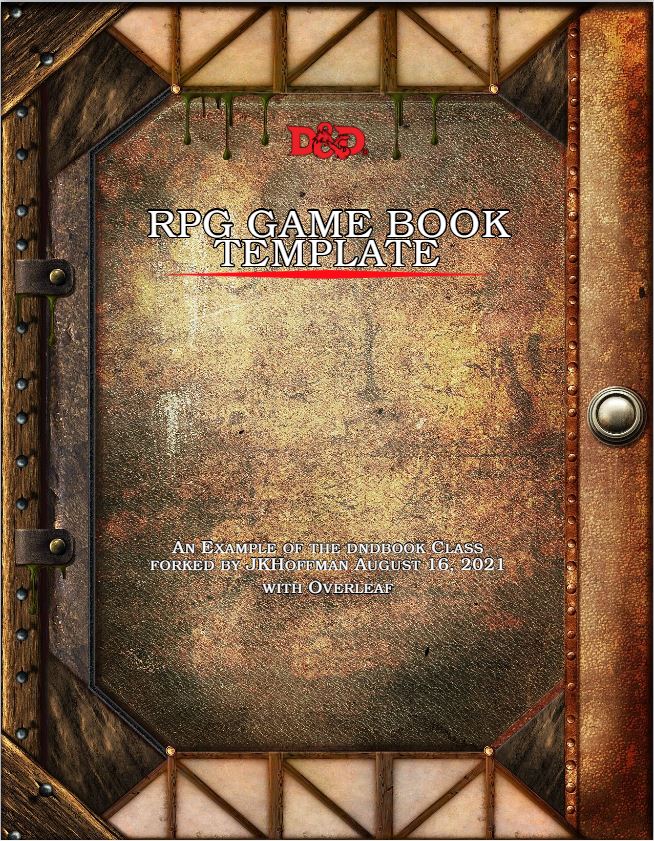 D&D
RPG GAME BOOK
TEMPLATE
AN EXAMPLE OF THE DNDBOOK CLASS
FORKED BY JKHOFFMAN AUGUST 16, 2021
WITH OVERLEAF